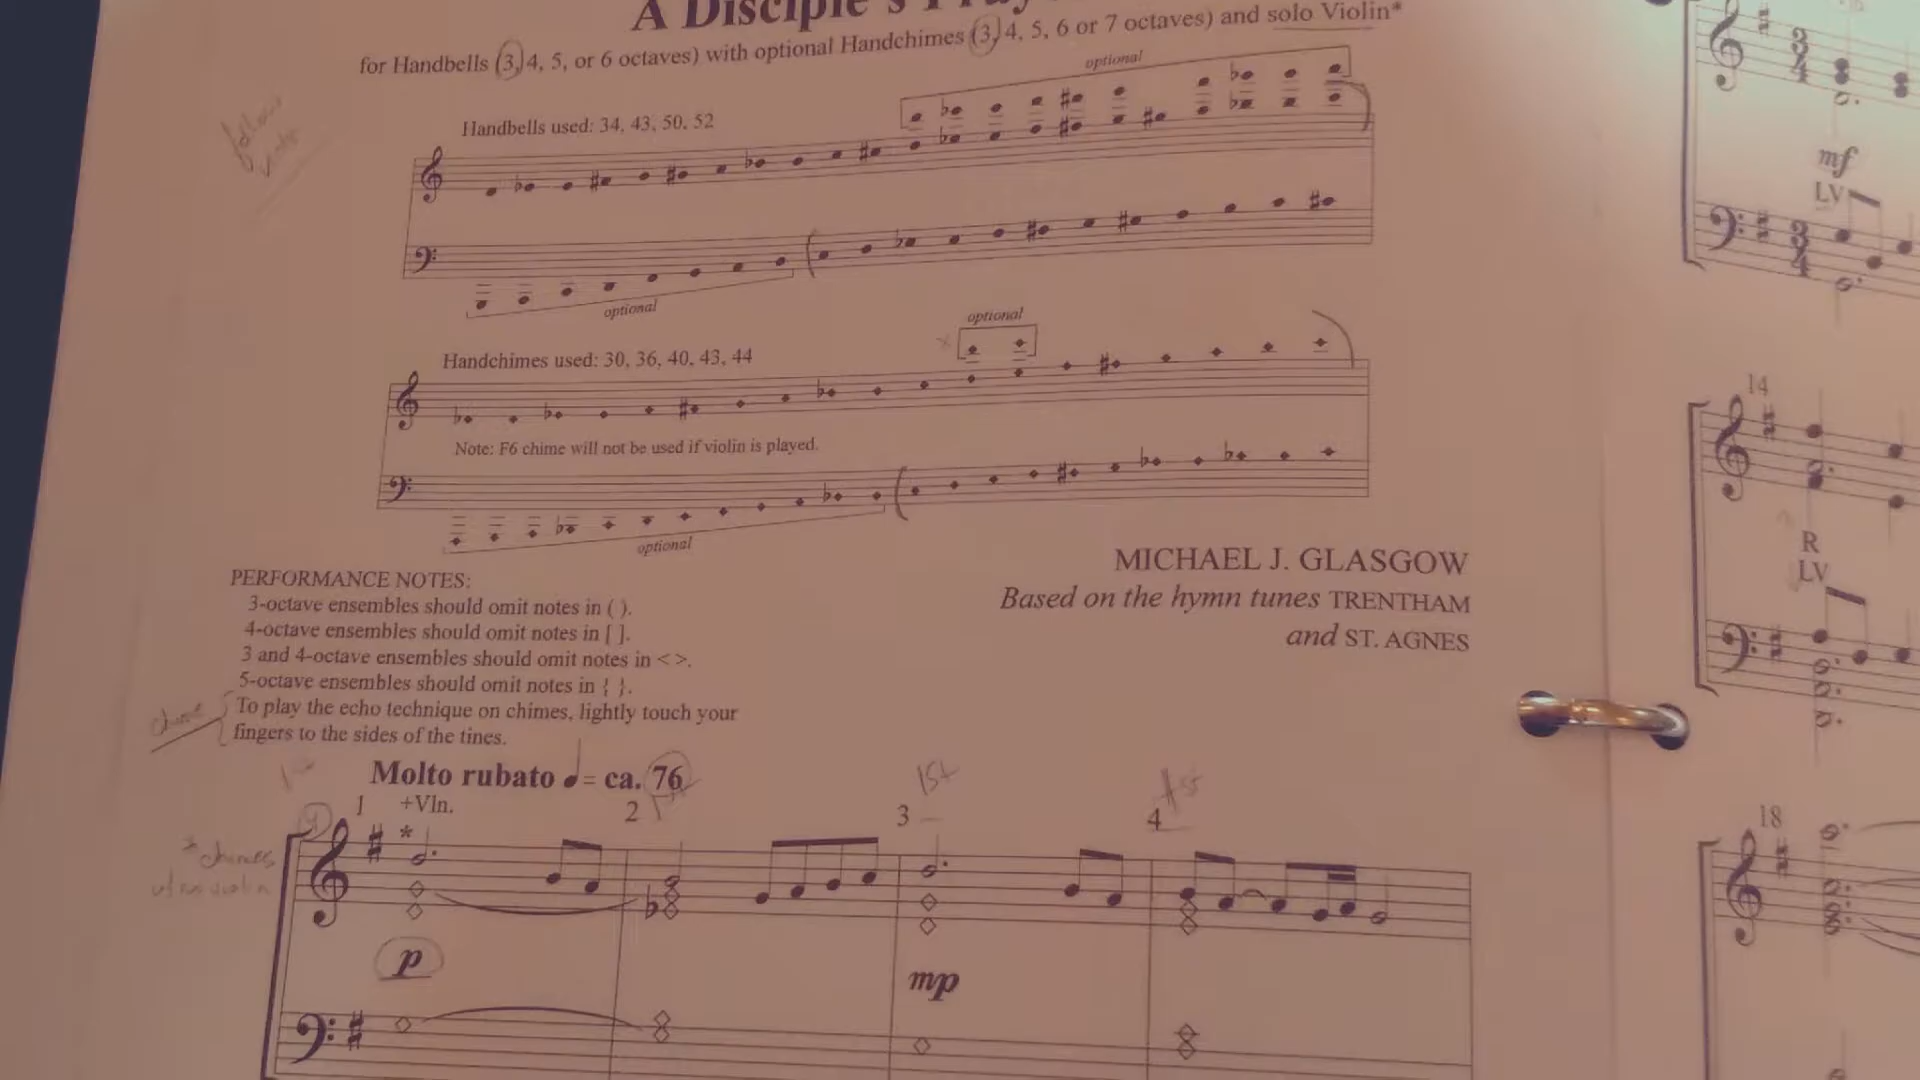 A Disciple's
for Handbells (3, 4, 5, or 6 octaves) with optional Handchimes (3, 4, 5, 6 or 7 octaves) and solo Violin*
optional
Handbells used: 34, 43, 50, 52
optional
optional
Handchimes used: 30, 36, 40, 43, 44
Note: F6 chime will not be used if violin is played.
optional
MICHAEL J. GLASGOW
Based on the hymn tunes TRENTHAM
and ST. AGNES
PERFORMANCE NOTES:
3-octave ensembles should omit notes in ( ).
4-octave ensembles should omit notes in [ ].
3 and 4-octave ensembles should omit notes in < >.
5-octave ensembles should omit notes in { }.
To play the echo technique on chimes, lightly touch your
fingers to the sides of the tines.
Molto rubato ♩ = ca. 76
1 +Vln.
2
3
4
1st
*
* chimes
p
mp
3
4
mf
LV
3
4
14
R
LV
18